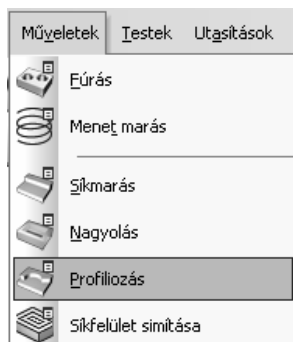 Műveletek Testek Utasítások
Fúrás
Menet marás
Síkmarás
Nagyolás
Profiliozás
Síkfelület simítása